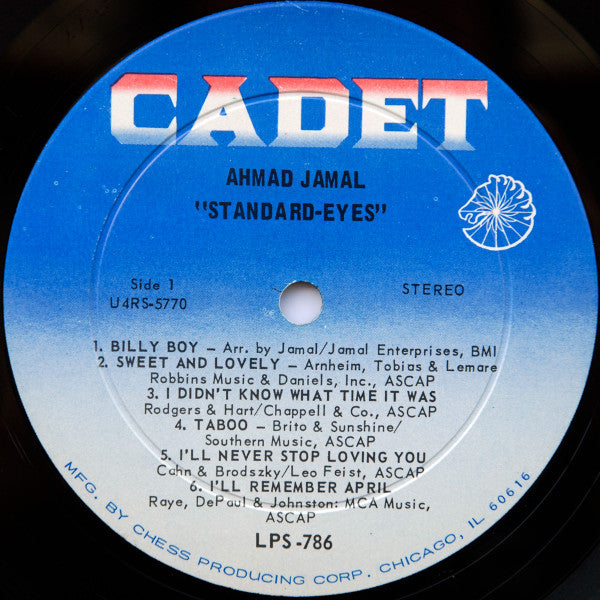 CADET
AHMAD JAMAL
"STANDARD-EYES"
Side 1
U4RS-5770
STEREO
1. BILLY BOY – Arr. by Jamal/Jamal Enterprises, BMI
2. SWEET AND LOVELY – Arnheim, Tobias & Lemare
Robbins Music & Daniels, Inc., ASCAP
3. I DIDN'T KNOW WHAT TIME IT WAS
Rodgers & Hart/Chappell & Co., ASCAP
4. TABOO – Brito & Sunshine/
Southern Music, ASCAP
5. I'LL NEVER STOP LOVING YOU
Cahn & Brodszky/Leo Feist, ASCAP
6. I'LL REMEMBER APRIL
Raye, DePaul & Johnston: MCA Music,
ASCAP
LPS-786
MFG. BY CHESS PRODUCING CORP. CHICAGO, IL 60616